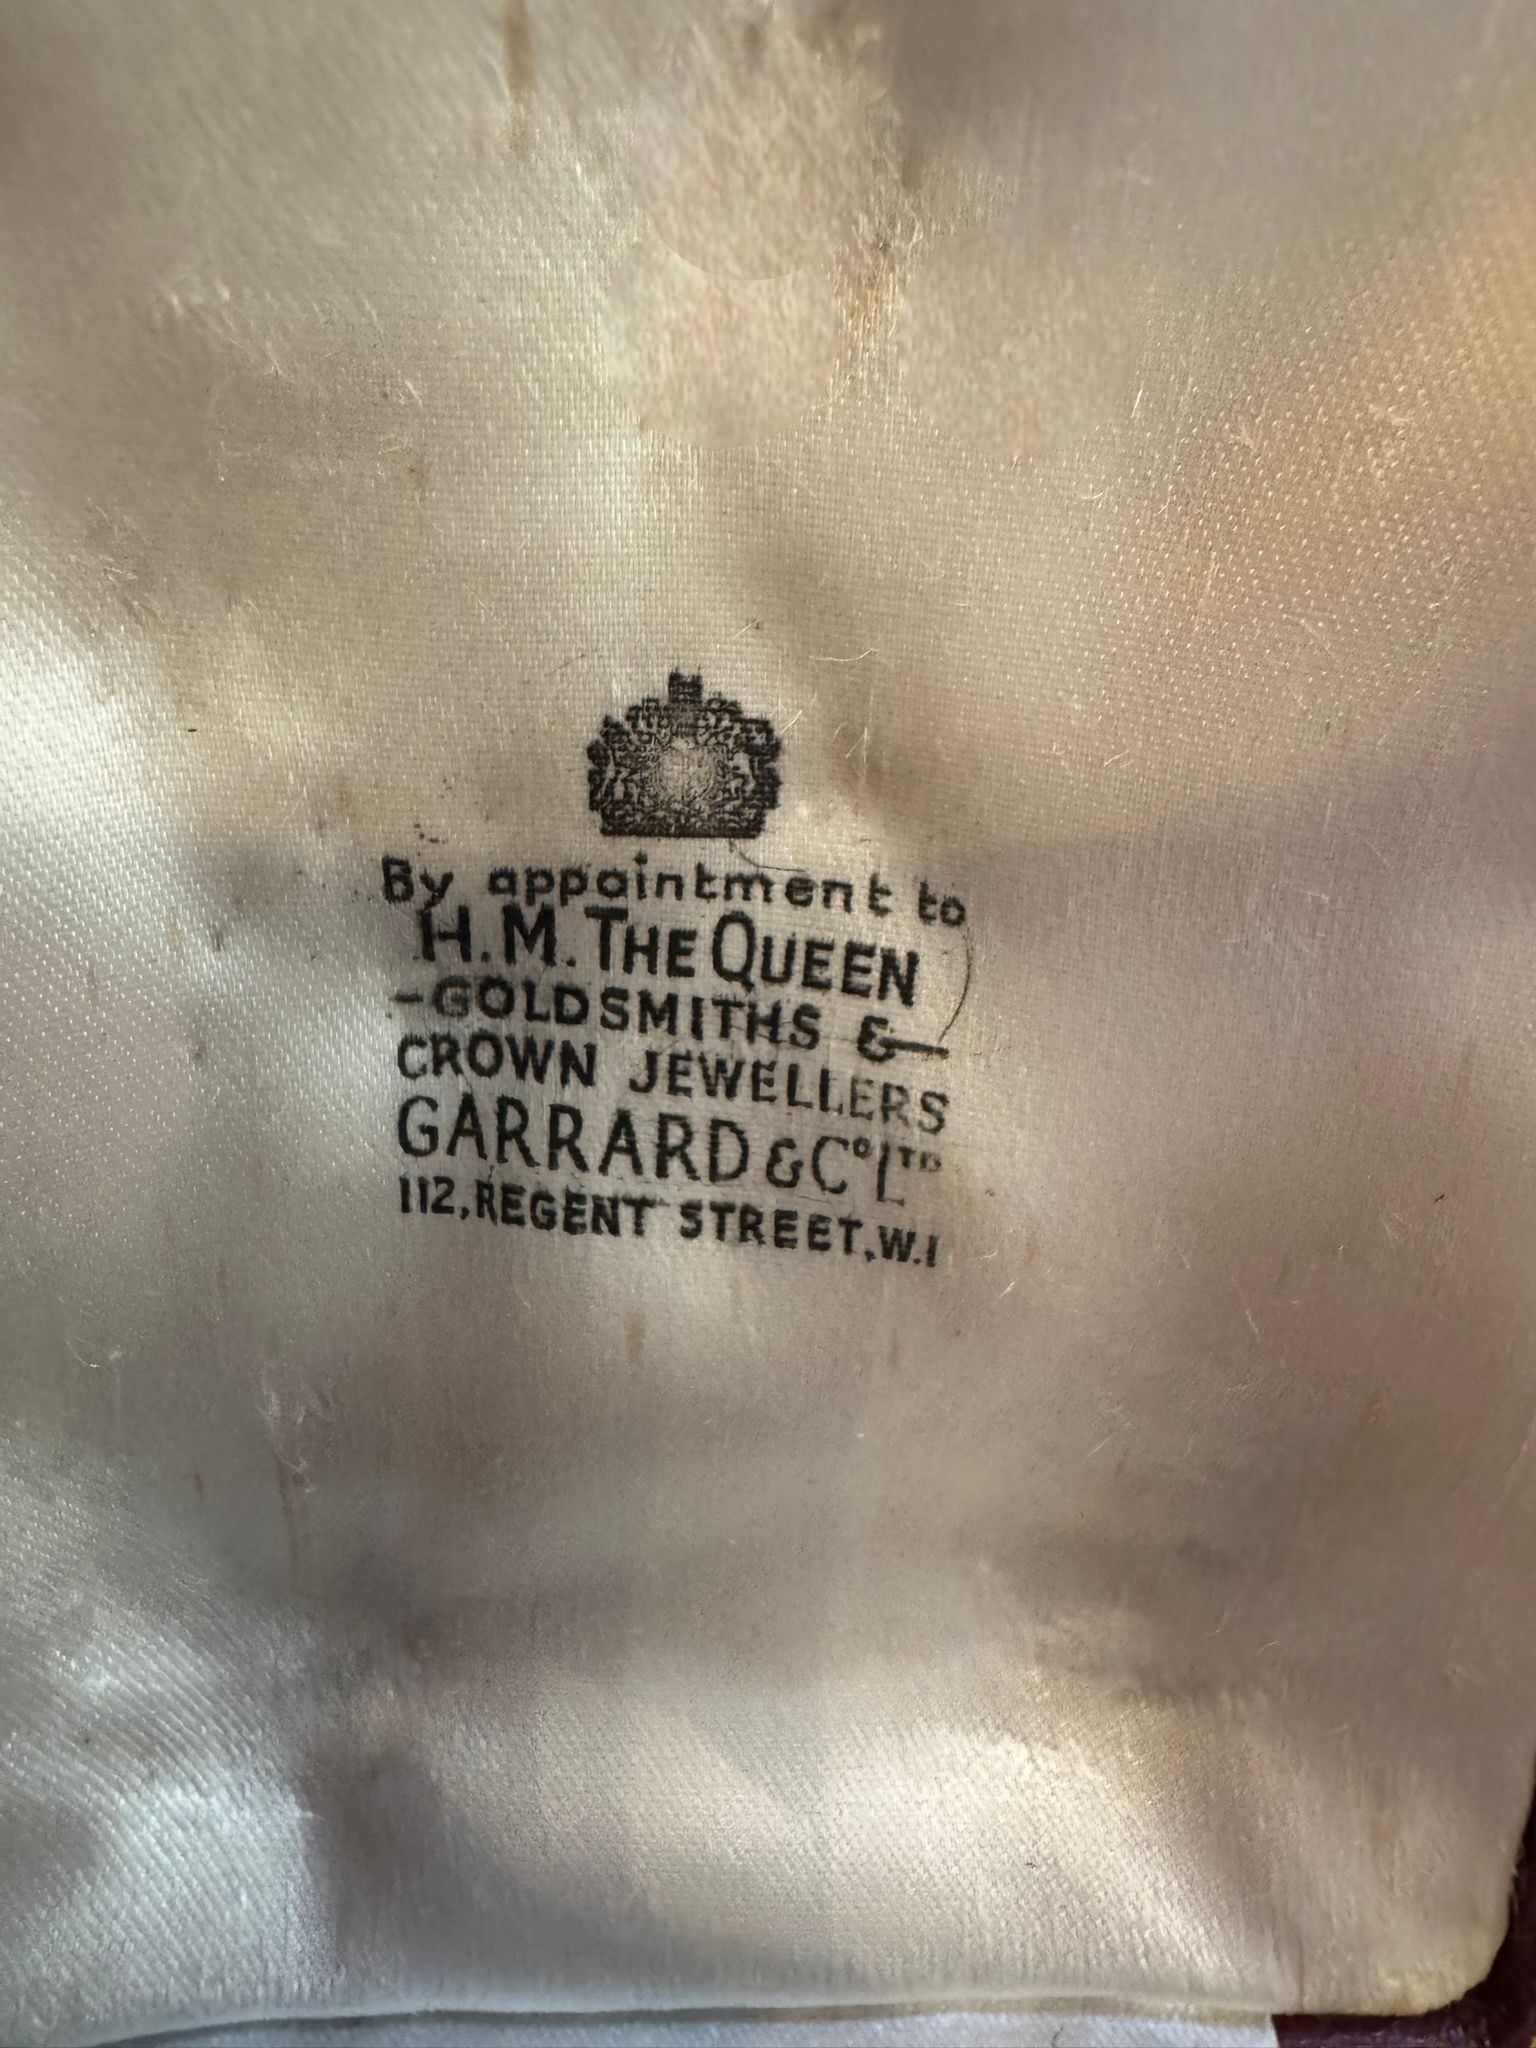 By appointment to
H.M. THE QUEEN
-GOLDSMITHS &-
CROWN JEWELLERS
GARRARD & Cº LTD
112, REGENT STREET, W.1